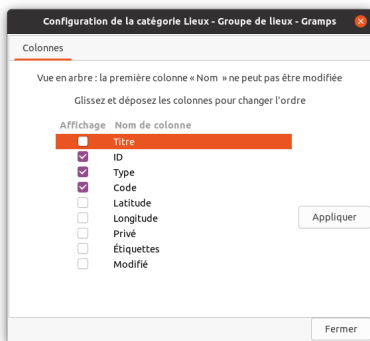 Configuration de la catégorie Lieux - Groupe de lieux - Gramps
Colonnes
Vue en arbre : la première colonne « Nom » ne peut pas être modifiée
Glissez et déposez les colonnes pour changer l'ordre
Affichage Nom de colonne
Titre
ID
Type
Code
Latitude
Longitude
Privé
Étiquettes
Modifié
Appliquer
Fermer